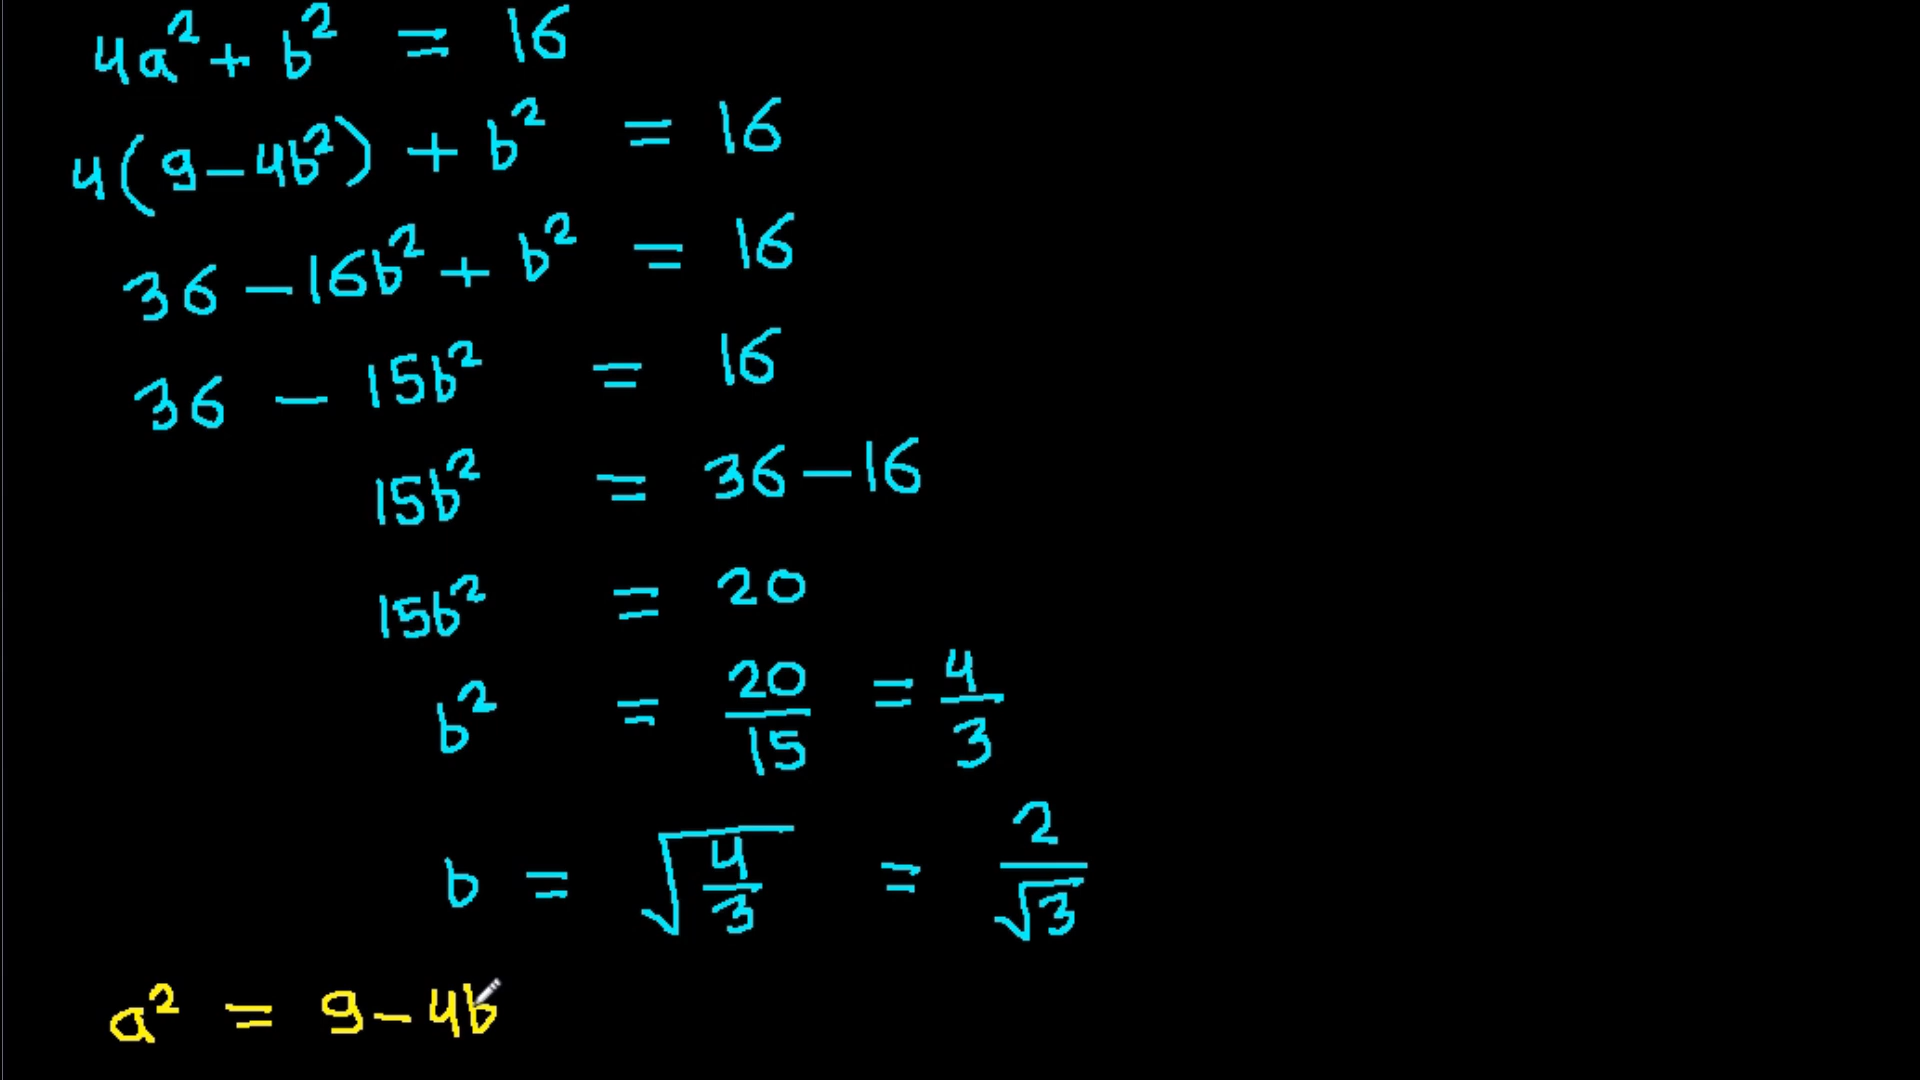 4a² + b² = 16
4(9-4b²) + b² = 16
36 - 16b² + b² = 16
36 - 15b² = 16
15b² = 36 - 16
15b² = 20
b² = 20/15 = 4/3
b = √(4/3) = 2/√3
a² = 9 - 4b